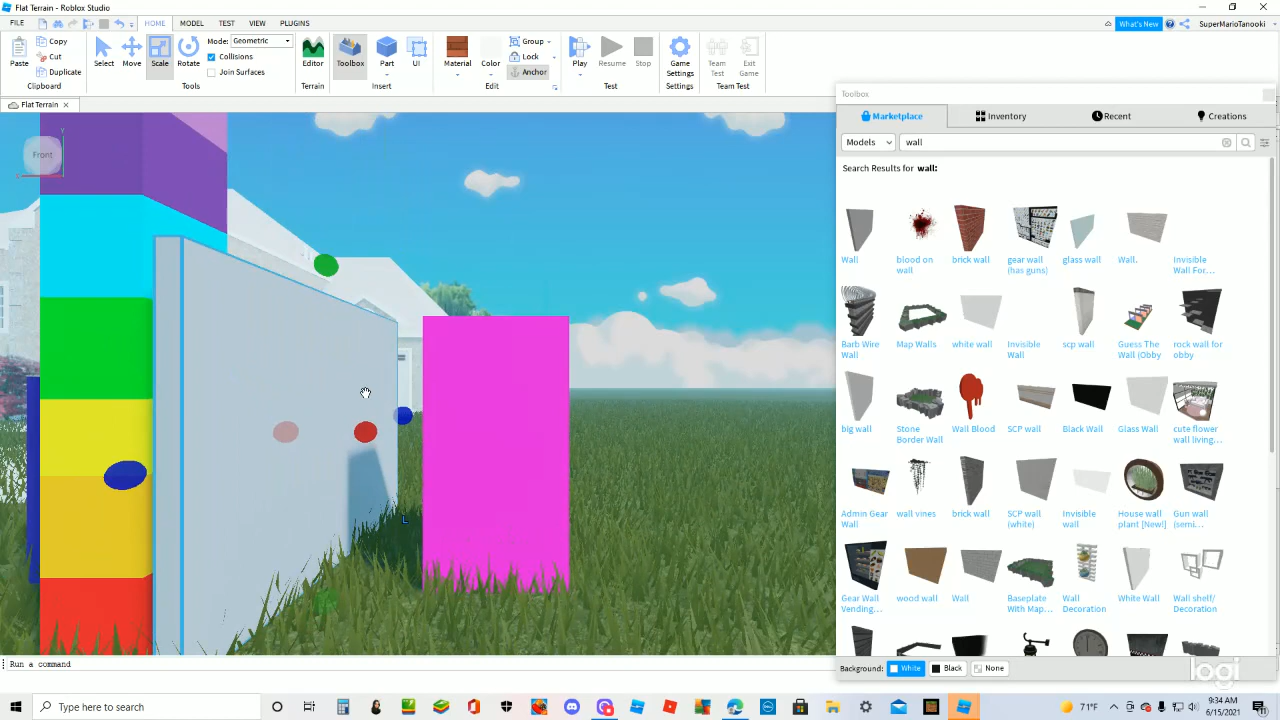 Flat Terrain - Roblox Studio
FILE MODEL HOME TEST VIEW PLUGINS What's New SuperMarioTanooki
Paste Copy Cut Duplicate Clipboard
Select Move Scale Rotate Mode: Geometric Collisions Join Surfaces Tools
Editor Terrain
Toolbox Part UI Insert
Material Color Group Lock Anchor Edit
Play Resume Stop Test
Game Settings Settings
Team Test Exit Game Team Test
Flat Terrain
Front
Y
L
Toolbox
Marketplace Inventory Recent Creations
Models wall
Search Results for wall:
Wall blood on wall brick wall gear wall (has guns) glass wall Wall. Invisible Wall For...
Barb Wire Wall Map Walls white wall Invisible Wall scp wall Guess The Wall (Obby rock wall for obby
big wall Stone Border Wall Wall Blood SCP wall Black Wall Glass Wall cute flower wall living...
Admin Gear Wall wall vines brick wall SCP wall (white) Invisible wall House wall plant [New!] Gun wall (semi...
Gear Wall Vending... wood wall Wall Baseplate With Map... Wall Decoration White Wall Wall shelf/ Decoration
Background: White Black None
logi
Run a command
Type here to search
71°F
9:34 AM
6/15/2021